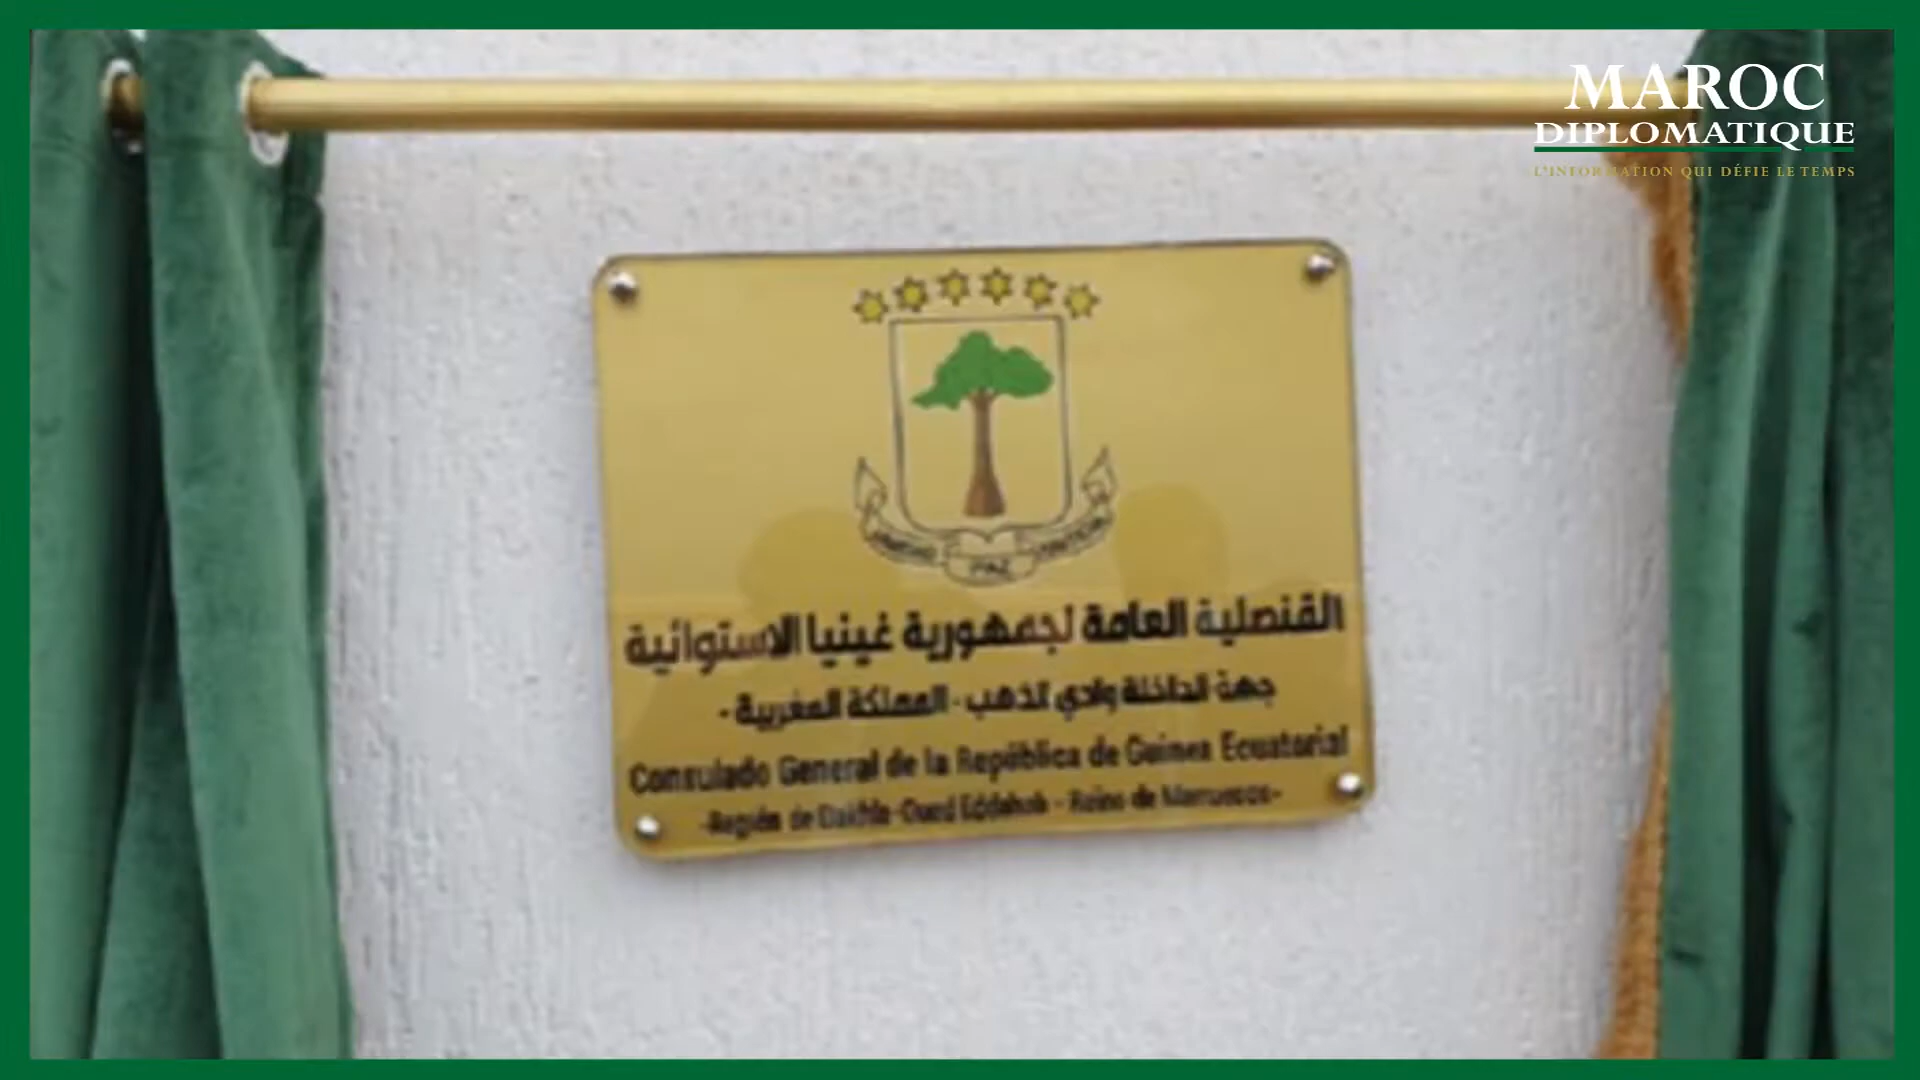 MAROC
DIPLOMATIQUE
L'INFORMATION QUI DÉFIE LE TEMPS
PAZ
القنصلية العامة لجمهورية غينيا الاستوائية
جهة الداخلة وادي الذهب - المملكة المغربية -
Consulado General de la República de Guinea Ecuatorial
-Región de Dakhla-Oued Eddahab - Reino de Marruecos-